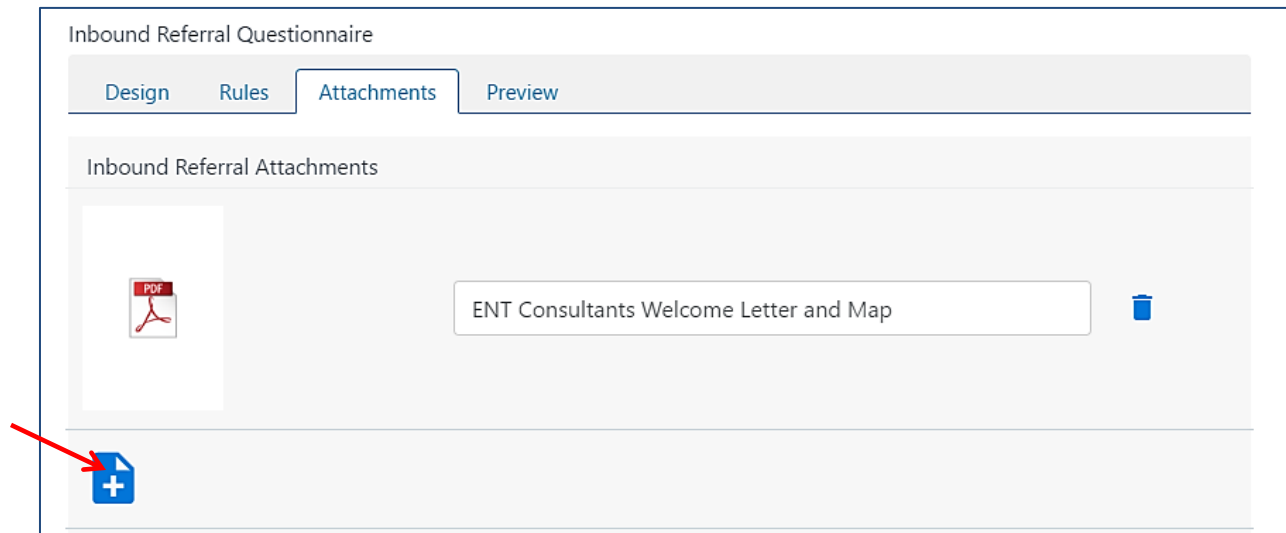 Inbound Referral Questionnaire
Design Rules Attachments Preview
Inbound Referral Attachments
PDF
ENT Consultants Welcome Letter and Map